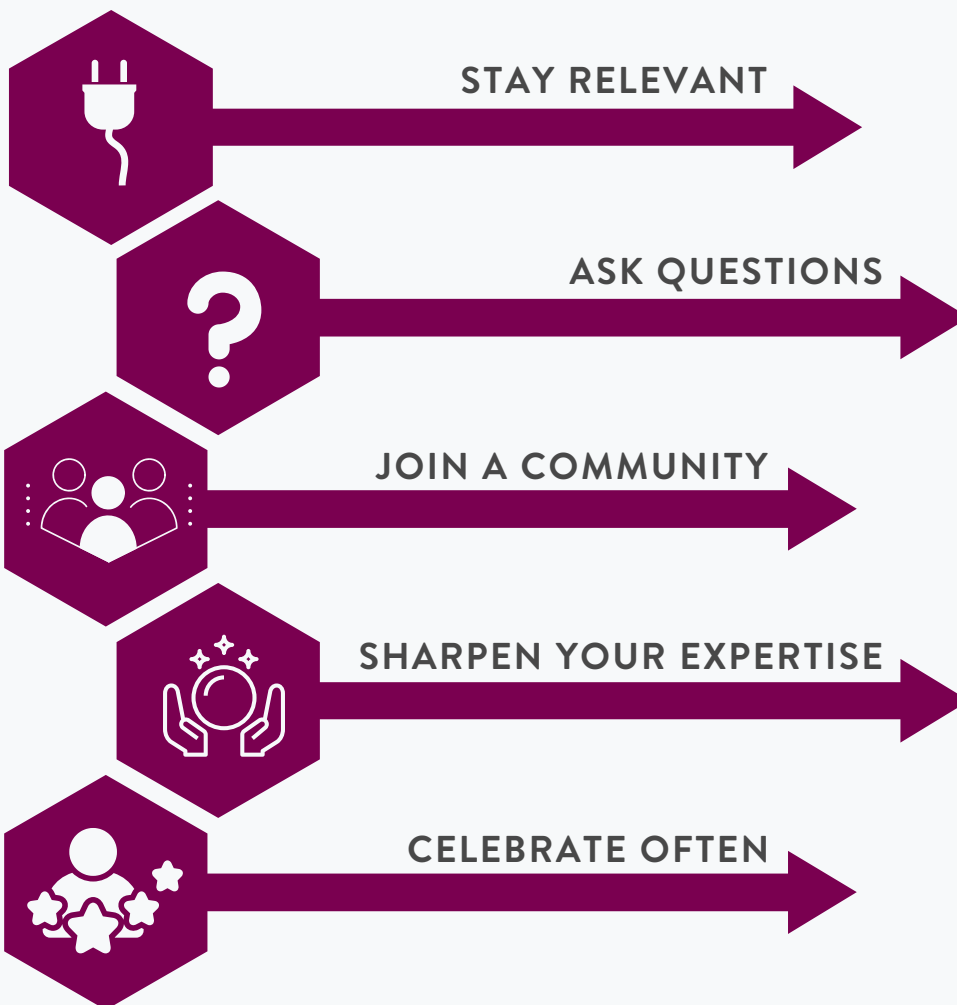 STAY RELEVANT
ASK QUESTIONS
JOIN A COMMUNITY
SHARPEN YOUR EXPERTISE
CELEBRATE OFTEN